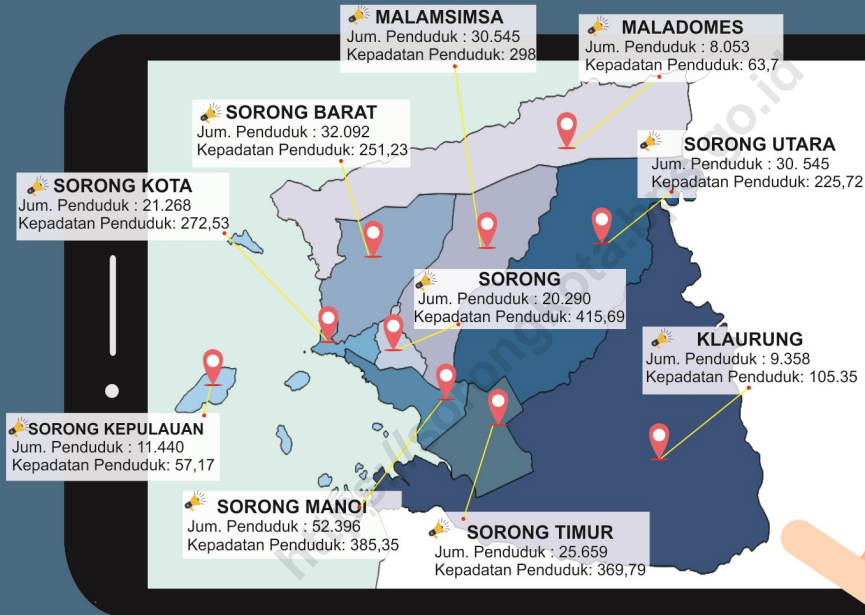 MALAMSIMSA
Jum. Penduduk : 30.545
Kepadatan Penduduk: 298
MALADOMES
Jum. Penduduk : 8.053
Kepadatan Penduduk: 63,7
SORONG BARAT
Jum. Penduduk : 32.092
Kepadatan Penduduk: 251,23
SORONG UTARA
Jum. Penduduk : 30. 545
Kepadatan Penduduk: 225,72
SORONG KOTA
Jum. Penduduk : 21.268
Kepadatan Penduduk: 272,53
SORONG
Jum. Penduduk : 20.290
Kepadatan Penduduk: 415,69
KLAURUNG
Jum. Penduduk : 9.358
Kepadatan Penduduk: 105.35
SORONG KEPULAUAN
Jum. Penduduk : 11.440
Kepadatan Penduduk: 57,17
SORONG MANOI
Jum. Penduduk : 52.396
Kepadatan Penduduk: 385,35
SORONG TIMUR
Jum. Penduduk : 25.659
Kepadatan Penduduk: 369,79
https://sorongkota.bps.go.id